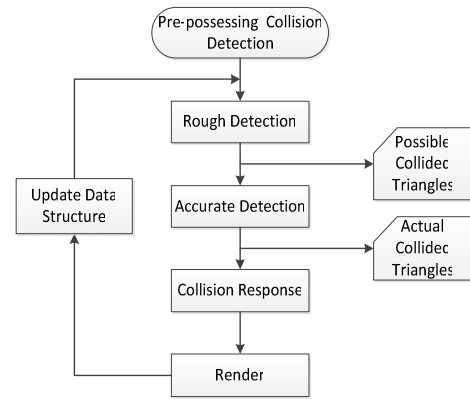 Pre-possessing Collision
Detection
Rough Detection
Possible
Collided
Triangles
Update Data
Structure
Accurate Detection
Actual
Collided
Triangles
Collision Response
Render